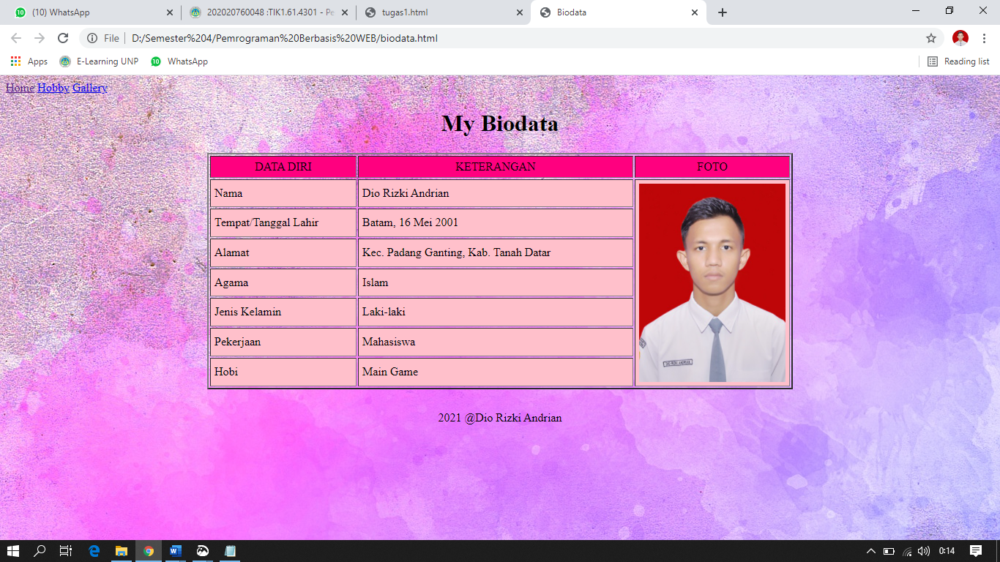 (10) WhatsApp
202020760048 :TIK1.61.4301 - Pe
tugas1.html
Biodata
File
D:/Semester%204/Pemrograman%20Berbasis%20WEB/biodata.html
Apps
E-Learning UNP
10
WhatsApp
Reading list
Home Hobby Gallery
My Biodata
DATA DIRI KETERANGAN FOTO
Nama Dio Rizki Andrian
Tempat/Tanggal Lahir Batam, 16 Mei 2001
Alamat Kec. Padang Ganting, Kab. Tanah Datar
Agama Islam
Jenis Kelamin Laki-laki
Pekerjaan Mahasiswa
Hobi Main Game
DIO RIZKI ANDRIAN
2021 @Dio Rizki Andrian
0:14